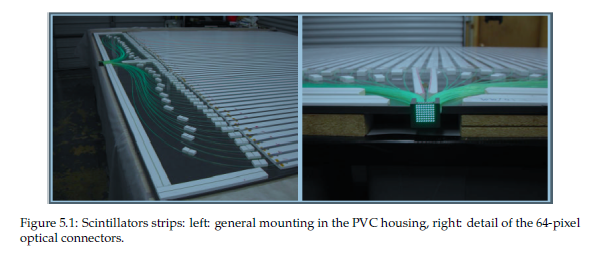 Figure 5.1: Scintillators strips: left: general mounting in the PVC housing, right: detail of the 64-pixel
optical connectors.